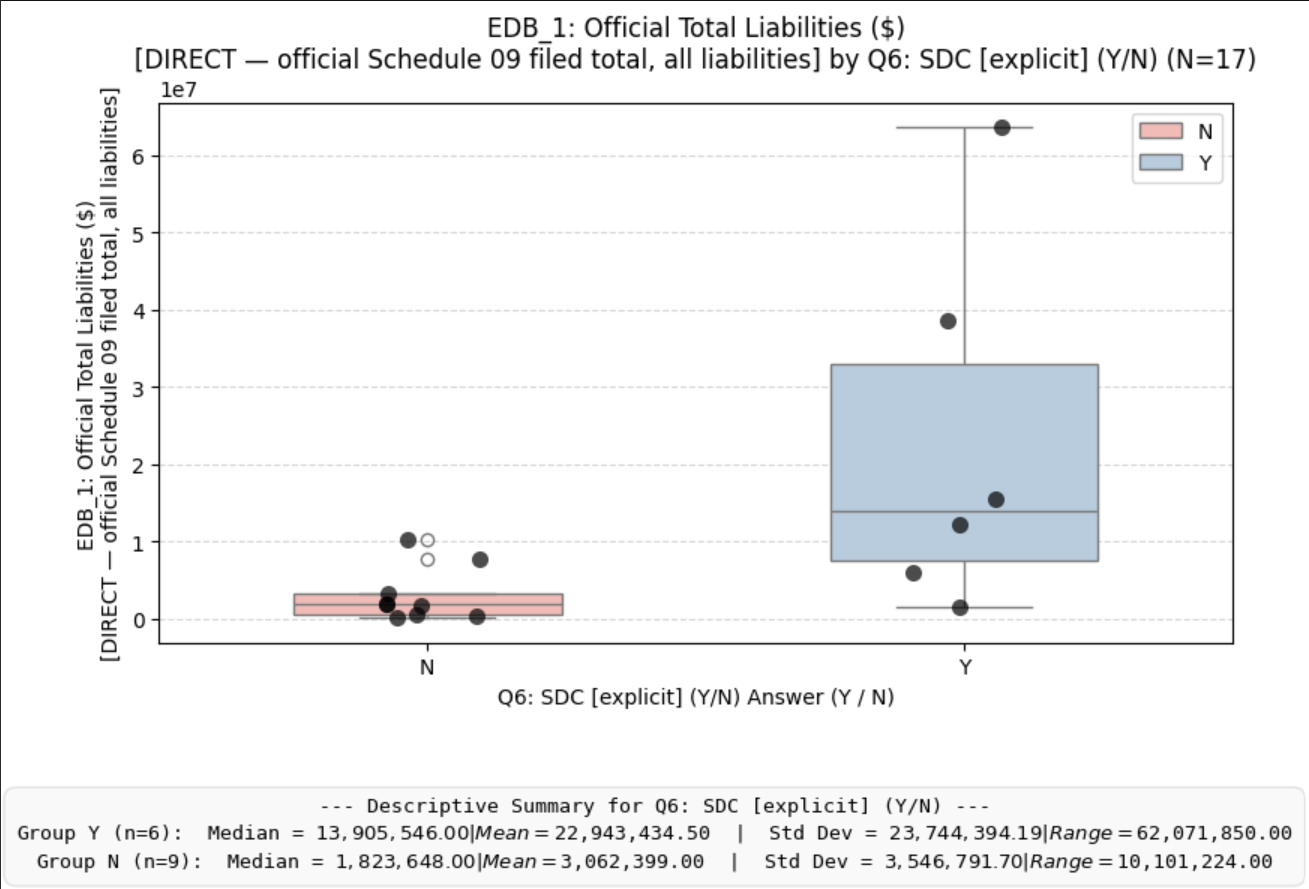 EDB_1: Official Total Liabilities ($)
[DIRECT — official Schedule 09 filed total, all liabilities] by Q6: SDC [explicit] (Y/N) (N=17)
1e7
EDB_1: Official Total Liabilities ($)
[DIRECT — official Schedule 09 filed total, all liabilities]
6
5
4
3
2
1
0
N
Y
N
Y
Q6: SDC [explicit] (Y/N) Answer (Y / N)
--- Descriptive Summary for Q6: SDC [explicit] (Y/N) ---
Group Y (n=6): Median = 13,905,546.00|Mean=22,943,434.50 | Std Dev = 23,744,394.19|Range=62,071,850.00
Group N (n=9): Median = 1,823,648.00|Mean=3,062,399.00 | Std Dev = 3,546,791.70|Range=10,101,224.00